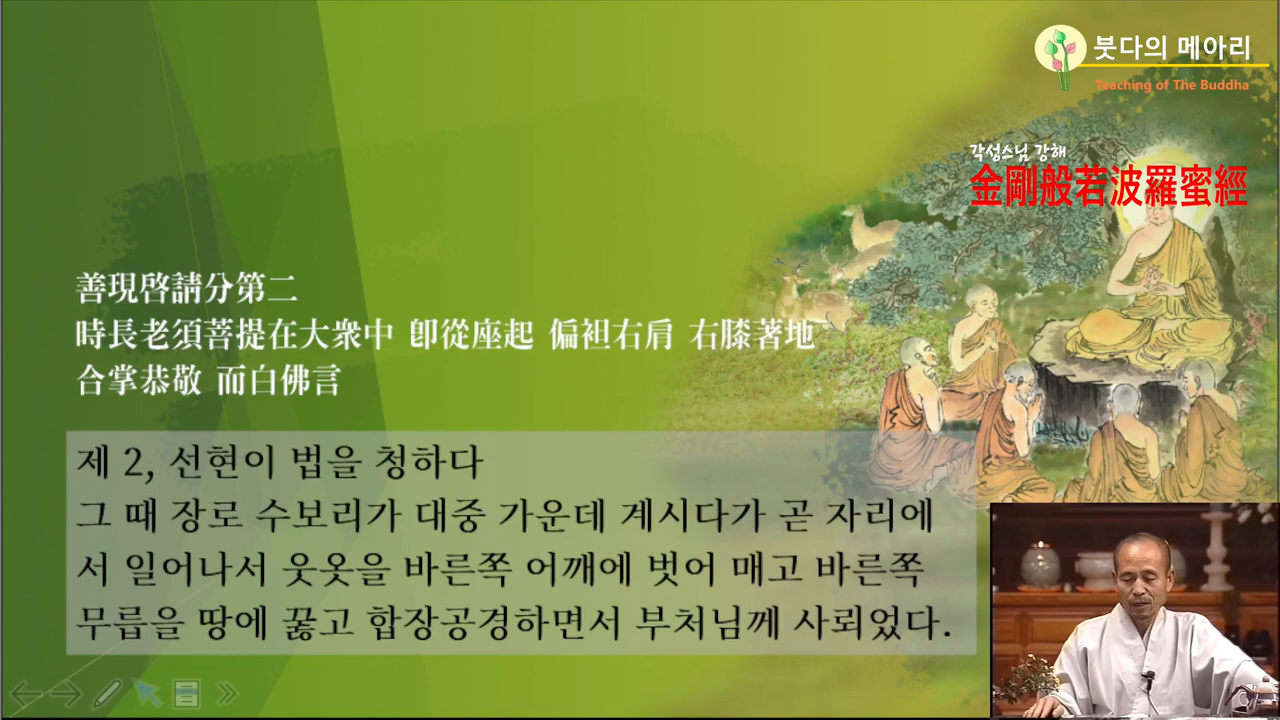 붓다의 메아리
Teaching of The Buddha
각성스님 강해
金剛般若波羅蜜經
善現啓請分第二
時長老須菩提在大衆中 卽從座起 偏袒右肩 右膝著地
合掌恭敬 而白佛言
제 2, 선현이 법을 청하다
그 때 장로 수보리가 대중 가운데 계시다가 곧 자리에
서 일어나서 웃옷을 바른쪽 어깨에 벗어 매고 바른쪽
무릎을 땅에 꿇고 합장공경하면서 부처님께 사뢰었다.